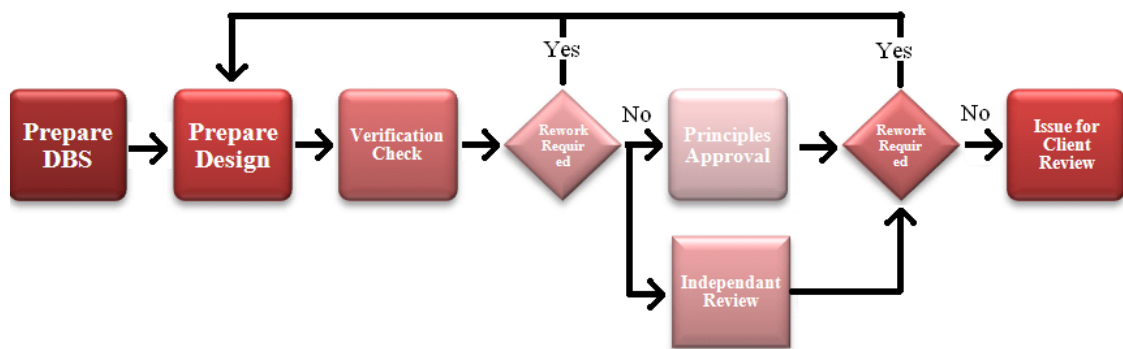 Yes
Yes
Prepare
DBS
Prepare
Design
Verification
Check
Rework
Requir
ed
No
Principles
Approval
Rework
Requir
ed
No
Issue for
Client
Review
Independant
Review